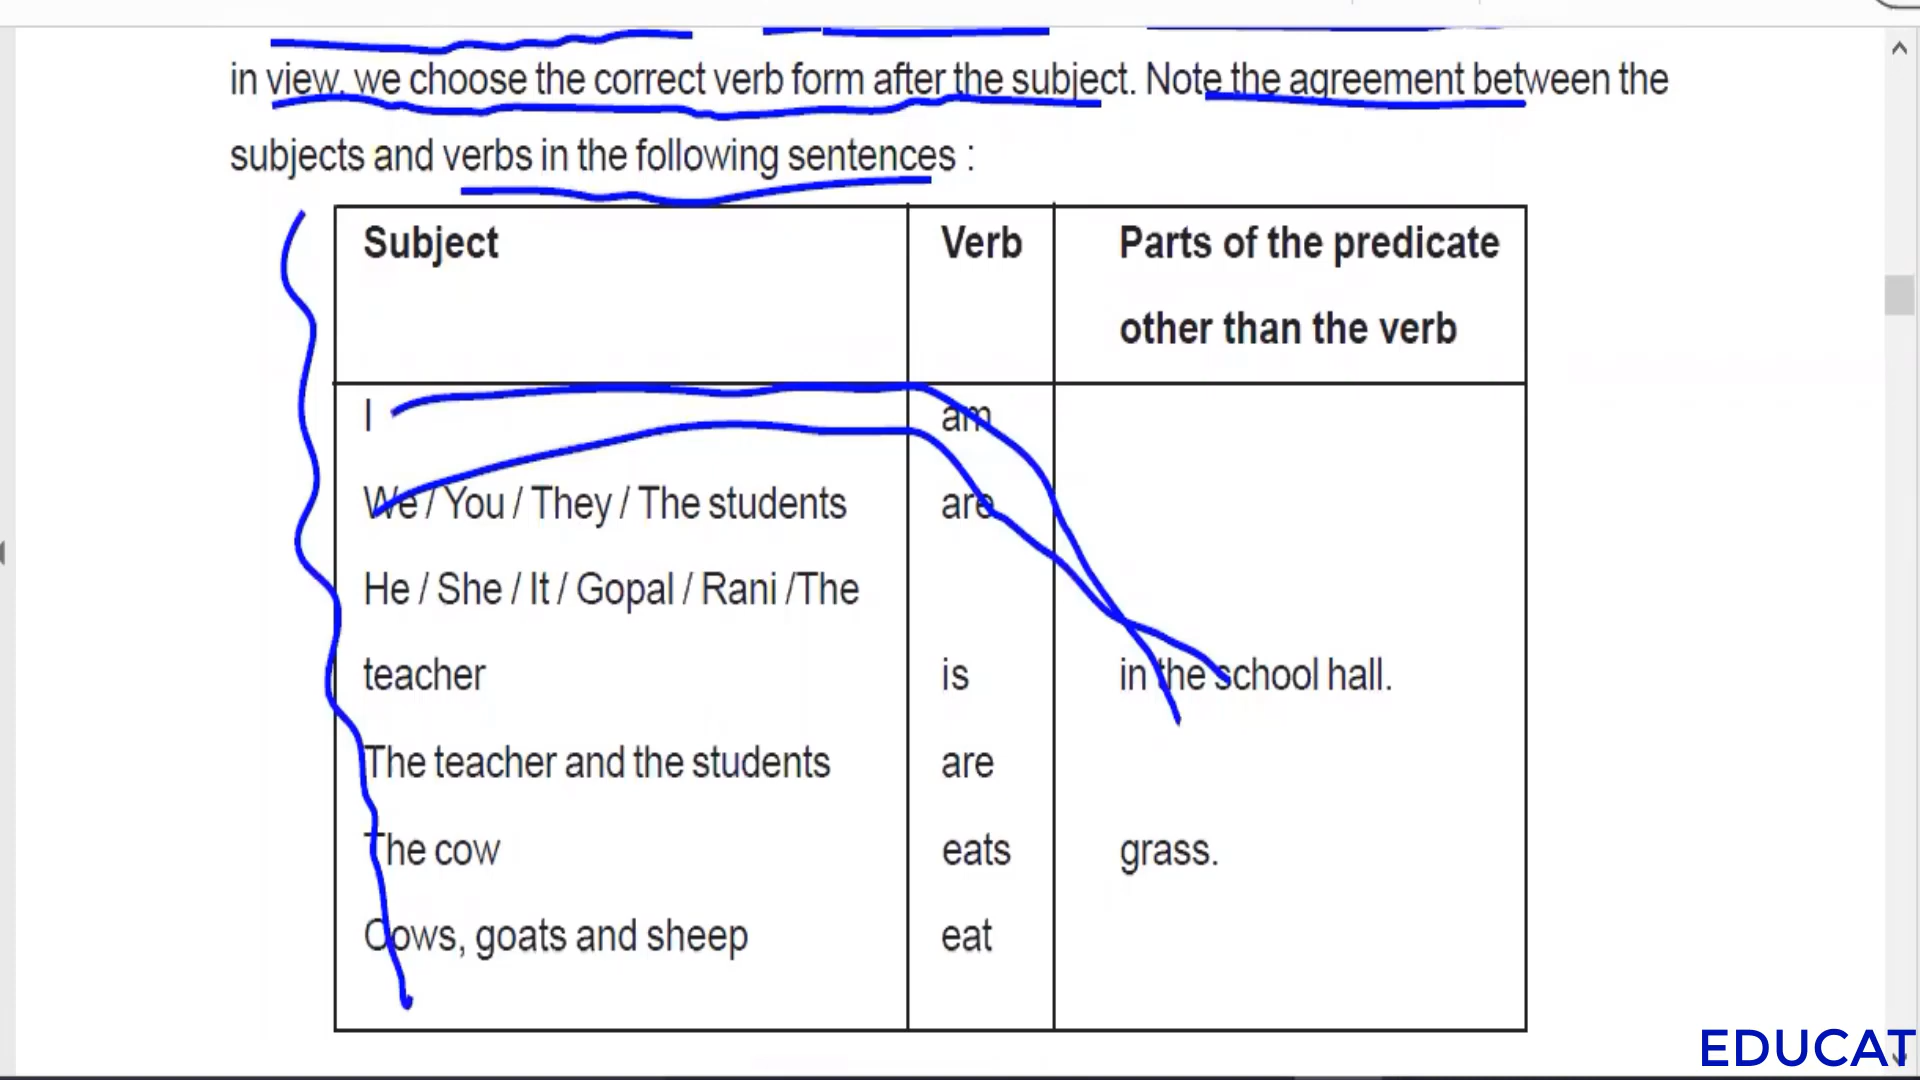 in view, we choose the correct verb form after the subject. Note the agreement between the
subjects and verbs in the following sentences :
Subject Verb Parts of the predicate
other than the verb
I am
We / You / They / The students are
He / She / It / Gopal / Rani /The
teacher is in the school hall.
The teacher and the students are
The cow eats grass.
Cows, goats and sheep eat
EDUCAT